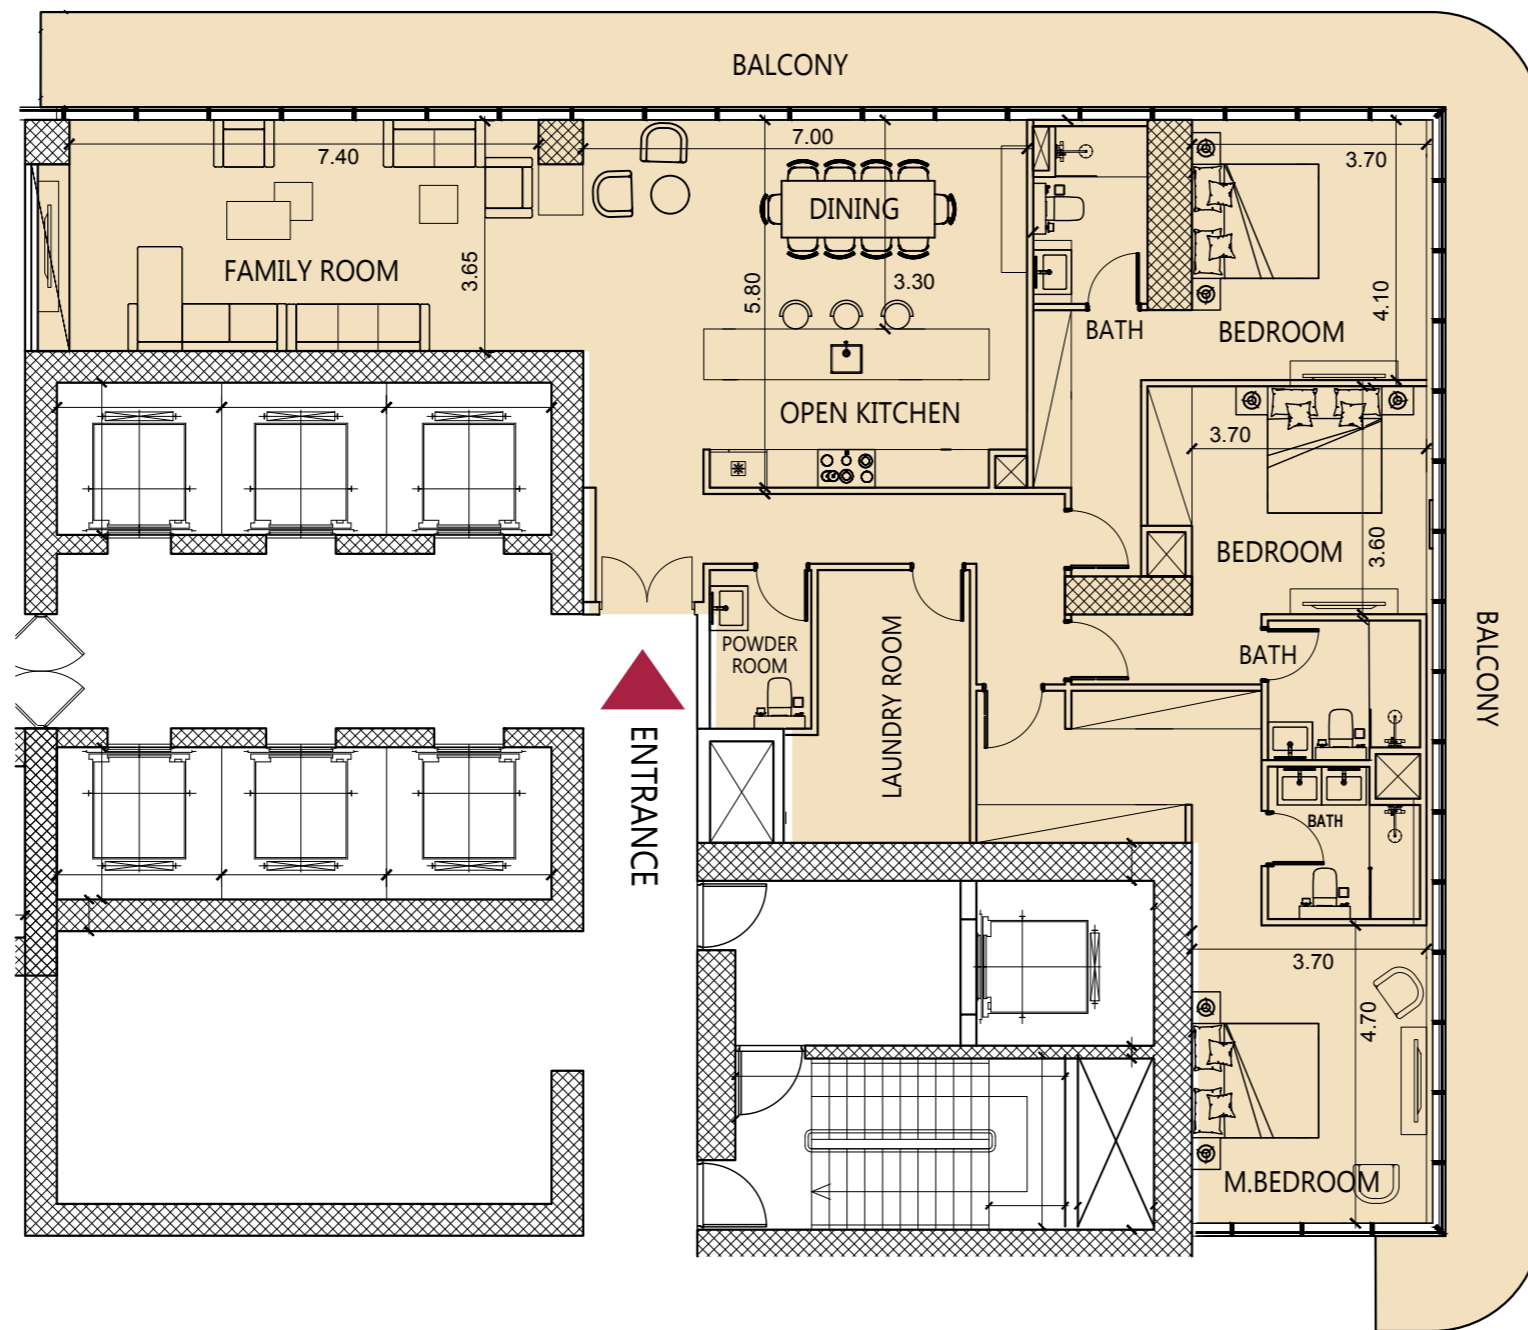 BALCONY
7.40
7.00
3.70
DINING
FAMILY ROOM
3.65
5.80
3.30
4.10
BATH
BEDROOM
OPEN KITCHEN
3.70
BEDROOM
3.60
POWDER
ROOM
LAUNDRY ROOM
BATH
BALCONY
ENTRANCE
BATH
3.70
4.70
M.BEDROOM